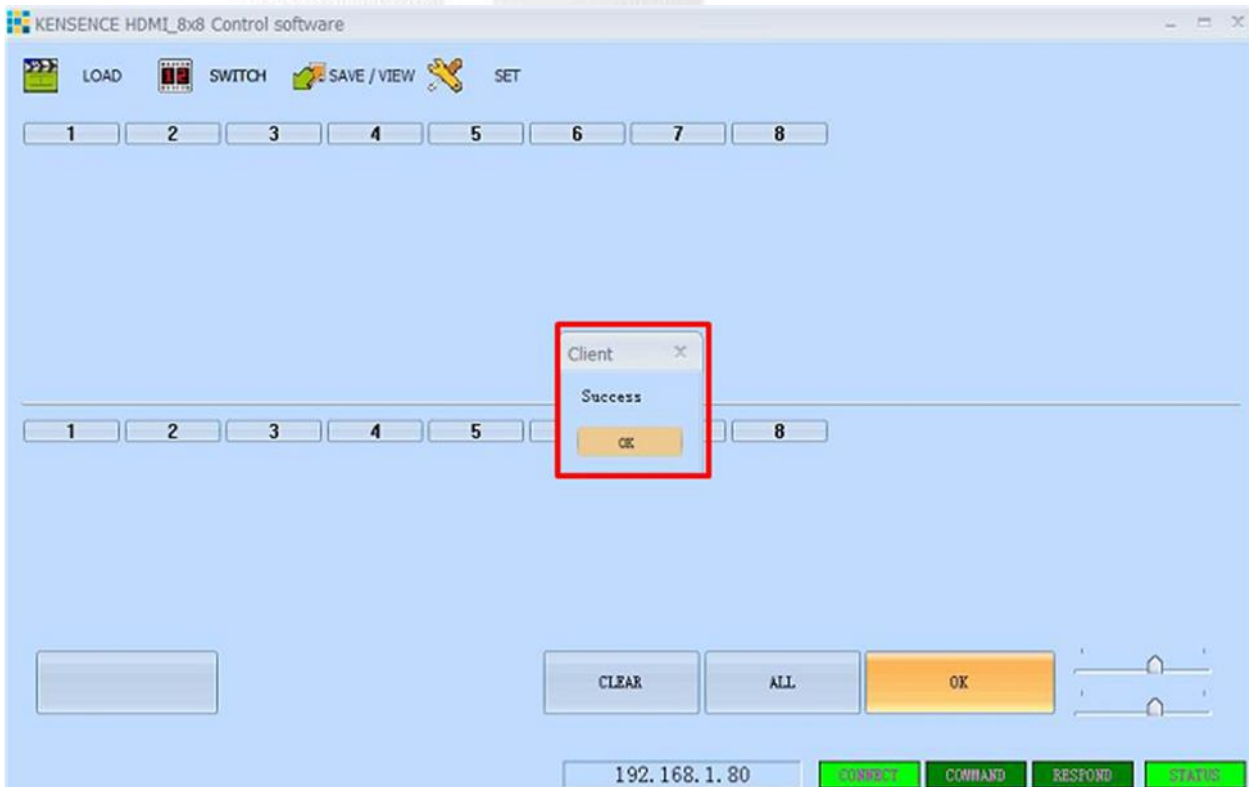 KENSENCE HDMI_8x8 Control software
LOAD SWITCH SAVE / VIEW SET
1 2 3 4 5 6 7 8
Client
Success
1 2 3 4 5 8
OK
CLEAR ALL OK
192.168.1.80 CONNECT COMMAND RESPOND STATUS